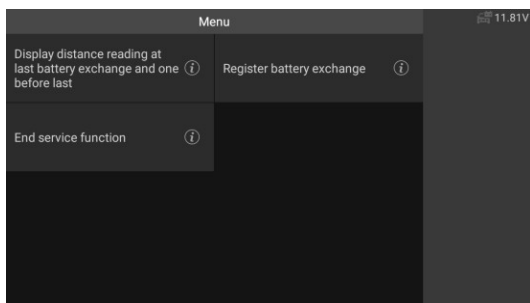 Menu
11.81V
Display distance reading at
last battery exchange and one
before last
Register battery exchange
End service function